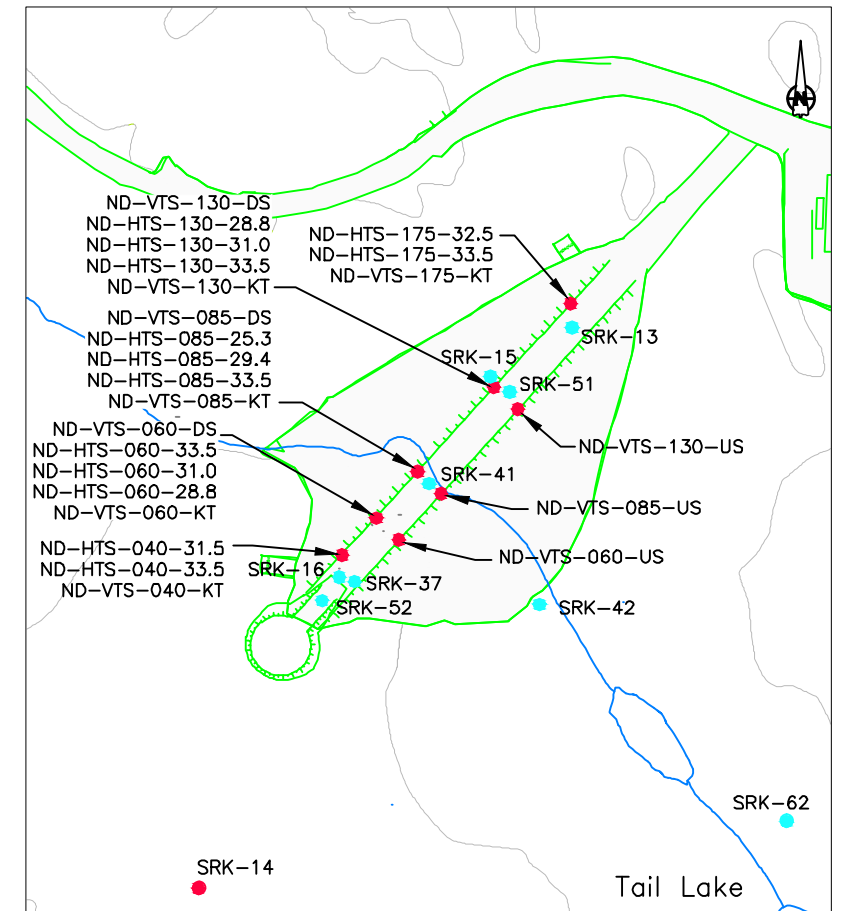 N
ND-VTS-130-DS
ND-HTS-130-28.8
ND-HTS-130-31.0
ND-HTS-130-33.5
ND-VTS-130-KT
ND-HTS-175-32.5
ND-HTS-175-33.5
ND-VTS-175-KT
ND-VTS-085-DS
ND-HTS-085-25.3
ND-HTS-085-29.4
ND-HTS-085-33.5
ND-VTS-085-KT
SRK-13
SRK-15
SRK-51
ND-VTS-060-DS
ND-HTS-060-33.5
ND-HTS-060-31.0
ND-HTS-060-28.8
ND-VTS-060-KT
ND-VTS-130-US
SRK-41
ND-VTS-085-US
ND-HTS-040-31.5
ND-HTS-040-33.5
ND-VTS-040-KT
ND-VTS-060-US
SRK-16
SRK-37
SRK-52
SRK-42
SRK-62
SRK-14
Tail Lake